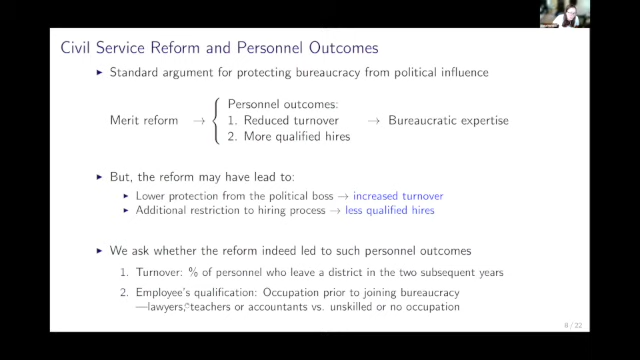 Civil Service Reform and Personnel Outcomes
▶ Standard argument for protecting bureaucracy from political influence
Personnel outcomes:
Merit reform → { 1. Reduced turnover → Bureaucratic expertise
2. More qualified hires
▶ But, the reform may have lead to:
▶ Lower protection from the political boss → increased turnover
▶ Additional restriction to hiring process → less qualified hires
▶ We ask whether the reform indeed led to such personnel outcomes
1. Turnover: % of personnel who leave a district in the two subsequent years
2. Employee's qualification: Occupation prior to joining bureaucracy
—lawyers, teachers or accountants vs. unskilled or no occupation
8 / 22